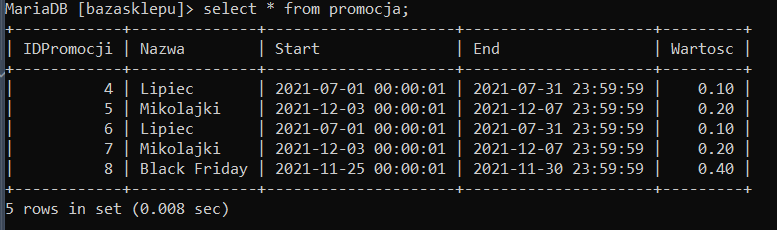 MariaDB [bazasklepu]> select * from promocja;
+------------+--------------+---------------------+---------------------+---------+
| IDPromocji | Nazwa        | Start               | End                 | Wartosc |
+------------+--------------+---------------------+---------------------+---------+
|          4 | Lipiec       | 2021-07-01 00:00:01 | 2021-07-31 23:59:59 |    0.10 |
|          5 | Mikolajki    | 2021-12-03 00:00:01 | 2021-12-07 23:59:59 |    0.20 |
|          6 | Lipiec       | 2021-07-01 00:00:01 | 2021-07-31 23:59:59 |    0.10 |
|          7 | Mikolajki    | 2021-12-03 00:00:01 | 2021-12-07 23:59:59 |    0.20 |
|          8 | Black Friday | 2021-11-25 00:00:01 | 2021-11-30 23:59:59 |    0.40 |
+------------+--------------+---------------------+---------------------+---------+
5 rows in set (0.008 sec)